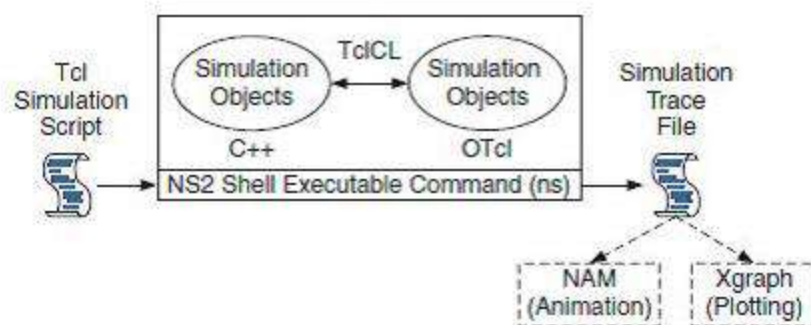 Tcl
Simulation
Script
Simulation
Objects
C++
TclCL
Simulation
Objects
OTcl
NS2 Shell Executable Command (ns)
Simulation
Trace
File
NAM
(Animation)
Xgraph
(Plotting)